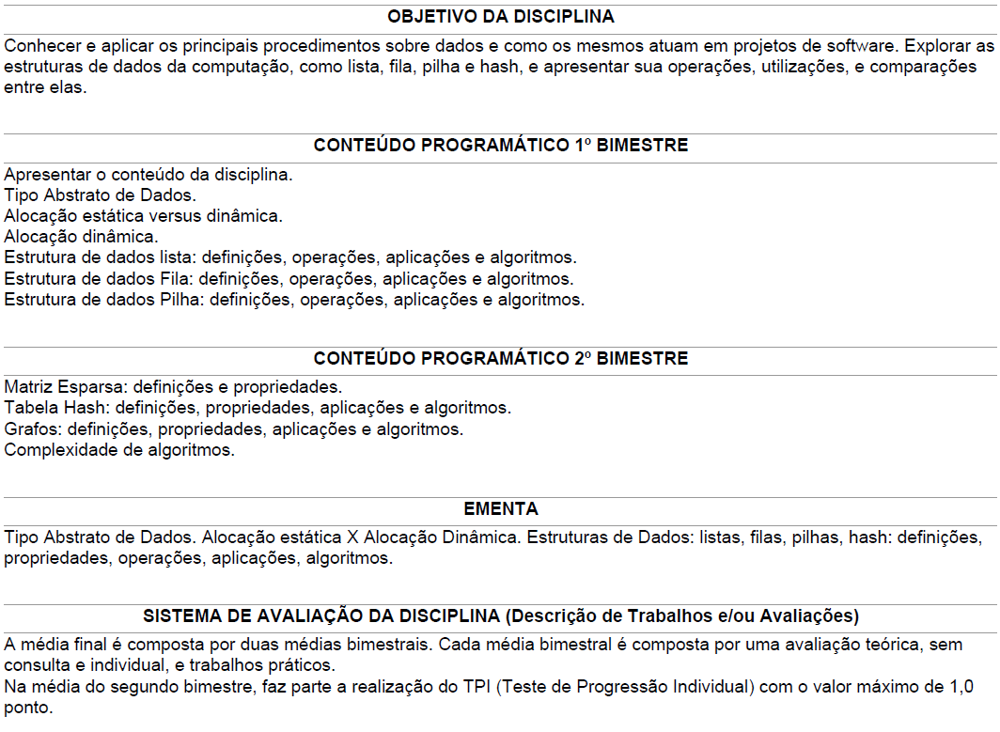 OBJETIVO DA DISCIPLINA
Conhecer e aplicar os principais procedimentos sobre dados e como os mesmos atuam em projetos de software. Explorar as
estruturas de dados da computação, como lista, fila, pilha e hash, e apresentar sua operações, utilizações, e comparações
entre elas.
CONTEÚDO PROGRAMÁTICO 1º BIMESTRE
Apresentar o conteúdo da disciplina.
Tipo Abstrato de Dados.
Alocação estática versus dinâmica.
Alocação dinâmica.
Estrutura de dados lista: definições, operações, aplicações e algoritmos.
Estrutura de dados Fila: definições, operações, aplicações e algoritmos.
Estrutura de dados Pilha: definições, operações, aplicações e algoritmos.
CONTEÚDO PROGRAMÁTICO 2º BIMESTRE
Matriz Esparsa: definições e propriedades.
Tabela Hash: definições, propriedades, aplicações e algoritmos.
Grafos: definições, propriedades, aplicações e algoritmos.
Complexidade de algoritmos.
EMENTA
Tipo Abstrato de Dados. Alocação estática X Alocação Dinâmica. Estruturas de Dados: listas, filas, pilhas, hash: definições,
propriedades, operações, aplicações, algoritmos.
SISTEMA DE AVALIAÇÃO DA DISCIPLINA (Descrição de Trabalhos e/ou Avaliações)
A média final é composta por duas médias bimestrais. Cada média bimestral é composta por uma avaliação teórica, sem
consulta e individual, e trabalhos práticos.
Na média do segundo bimestre, faz parte a realização do TPI (Teste de Progressão Individual) com o valor máximo de 1,0
ponto.